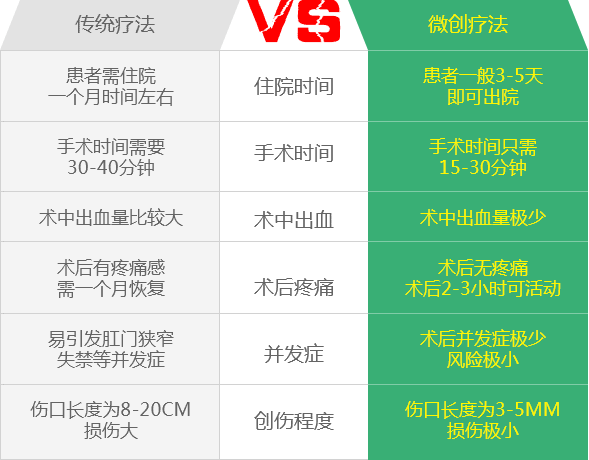 传统疗法
VS
微创疗法
患者需住院
一个月时间左右
住院时间
患者一般3-5天
即可出院
手术时间需要
30-40分钟
手术时间
手术时间只需
15-30分钟
术中出血量比较大
术中出血
术中出血量极少
术后有疼痛感
需一个月恢复
术后疼痛
术后无疼痛
术后2-3小时可活动
易引发肛门狭窄
失禁等并发症
并发症
术后并发症极少
风险极小
伤口长度为8-20CM
损伤大
创伤程度
伤口长度为3-5MM
损伤极小